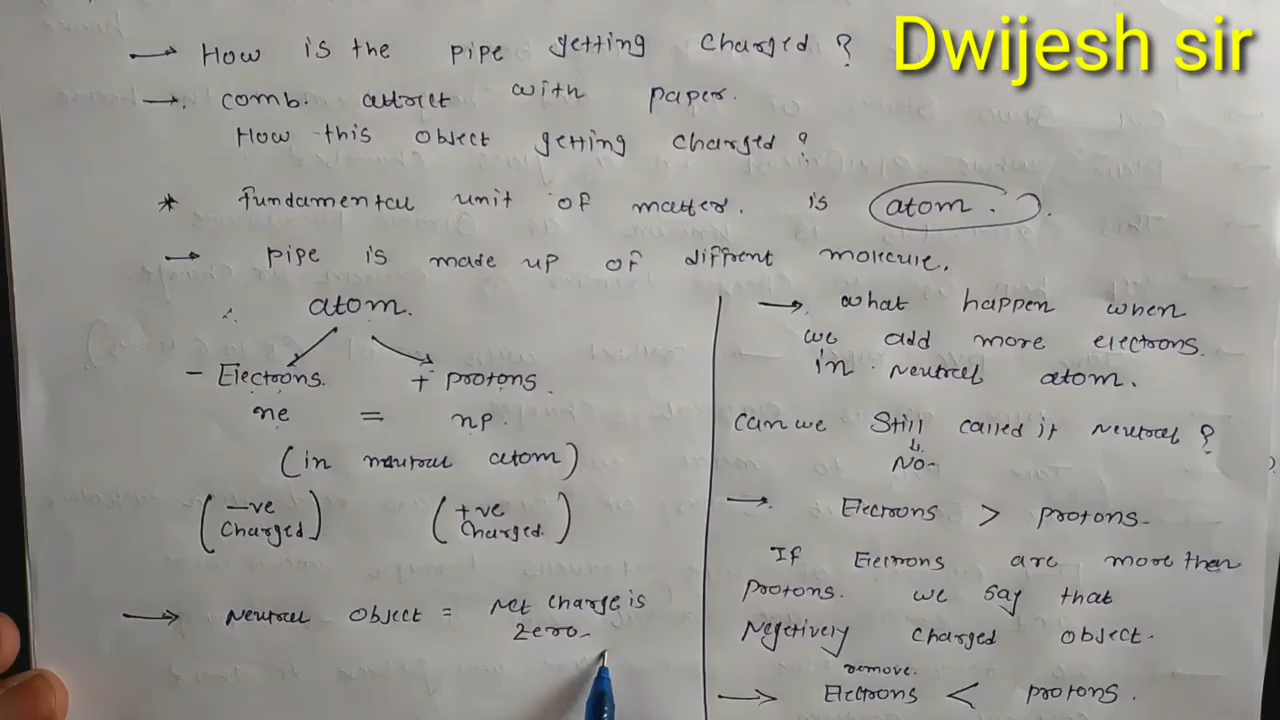 Dwijesh sir
→ How is the pipe getting charged ?
→ comb. attract with paper.
How this object getting charged ?
* fundamental unit of matter. is atom.
→ pipe is made up of diffrent molecule.
atom.
- Electrons. + protons.
ne = np.
(in neutral atom)
(-ve charged) (+ve charged.)
→ Neutral object = Net charge is
zero-
→ what happen when
we add more electrons.
in neutral atom.
can we still called it neutral ?
↓
No-
→ Electrons > protons-
If Electrons are more then
protons. we say that
Negetively charged object-
remove.
→ Electrons < protons.